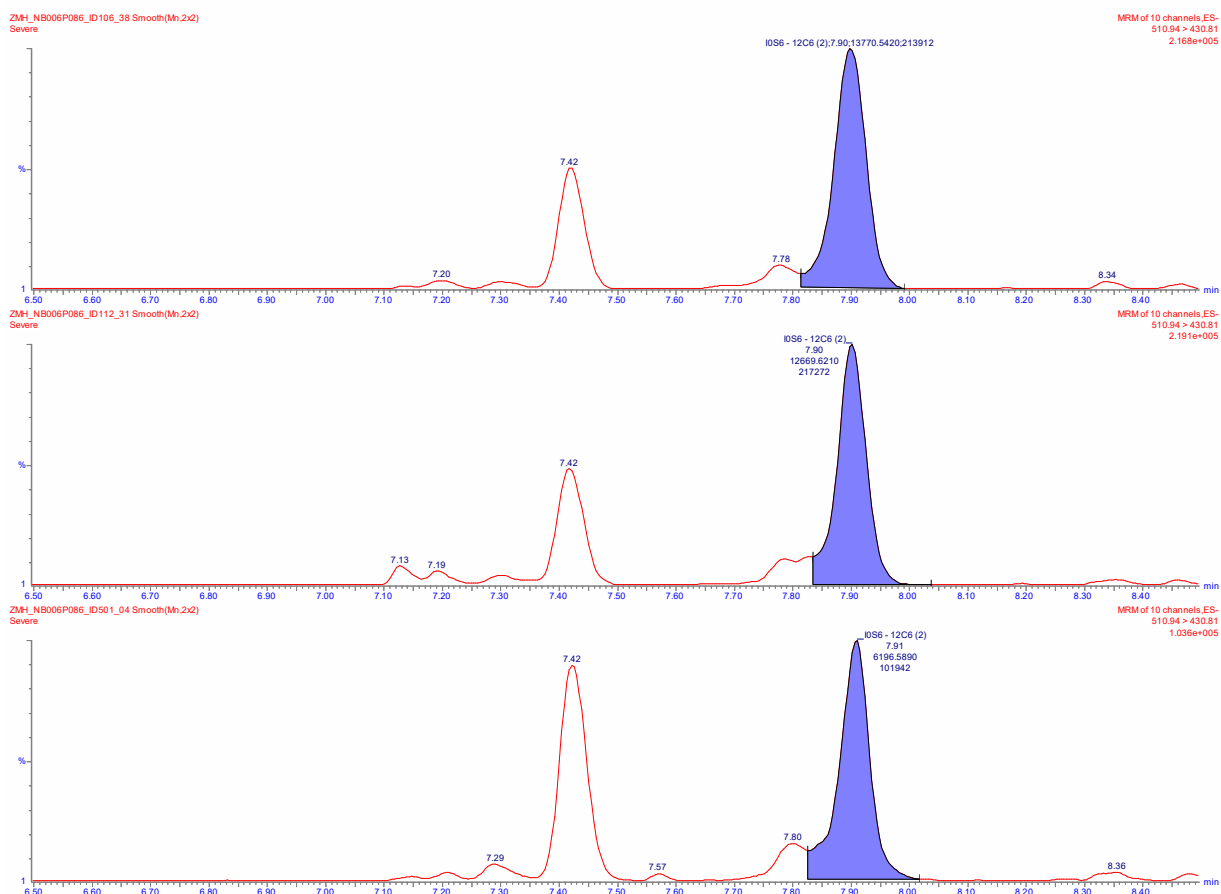 ZMH_NB006P086_ID106_38 Smooth(Mn,2x2)
MRM of 10 channels,ES-
Severe
510.94 > 430.81
2.168e+005
I0S6 - 12C6 (2);7.90;13770.5420;213912
7.42
%
7.20
7.78
8.34
1
min
6.50 6.60 6.70 6.80 6.90 7.00 7.10 7.20 7.30 7.40 7.50 7.60 7.70 7.80 7.90 8.00 8.10 8.20 8.30 8.40
ZMH_NB006P086_ID112_31 Smooth(Mn,2x2)
MRM of 10 channels,ES-
Severe
510.94 > 430.81
2.191e+005
I0S6 - 12C6 (2)
7.90
12669.6210
217272
7.42
%
7.13
7.19
1
min
6.50 6.60 6.70 6.80 6.90 7.00 7.10 7.20 7.30 7.40 7.50 7.60 7.70 7.80 7.90 8.00 8.10 8.20 8.30 8.40
ZMH_NB006P086_ID501_04 Smooth(Mn,2x2)
MRM of 10 channels,ES-
Severe
510.94 > 430.81
1.036e+005
I0S6 - 12C6 (2)
7.91
6196.5890
101942
7.42
%
7.80
7.29
7.57
8.36
1
min
6.50 6.60 6.70 6.80 6.90 7.00 7.10 7.20 7.30 7.40 7.50 7.60 7.70 7.80 7.90 8.00 8.10 8.20 8.30 8.40